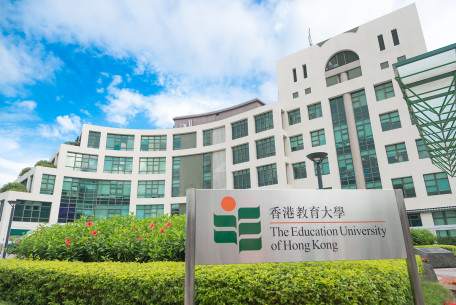 香港教育大學
The Education University
of Hong Kong